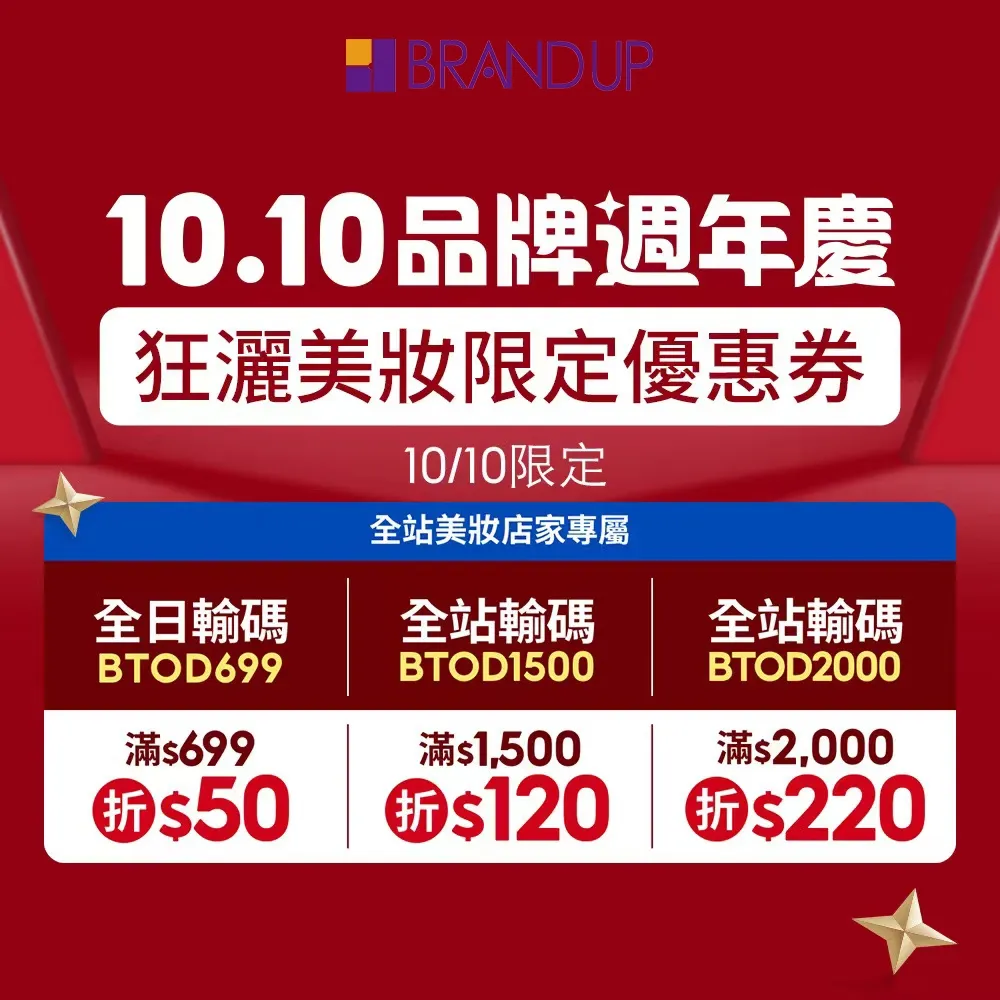 BRAND UP
10.10品牌週年慶
狂灑美妝限定優惠券
10/10限定
全站美妝店家專屬
全日輸碼
BTOD699
全站輸碼
BTOD1500
全站輸碼
BTOD2000
滿$699
折$50
滿$1,500
折$120
滿$2,000
折$220